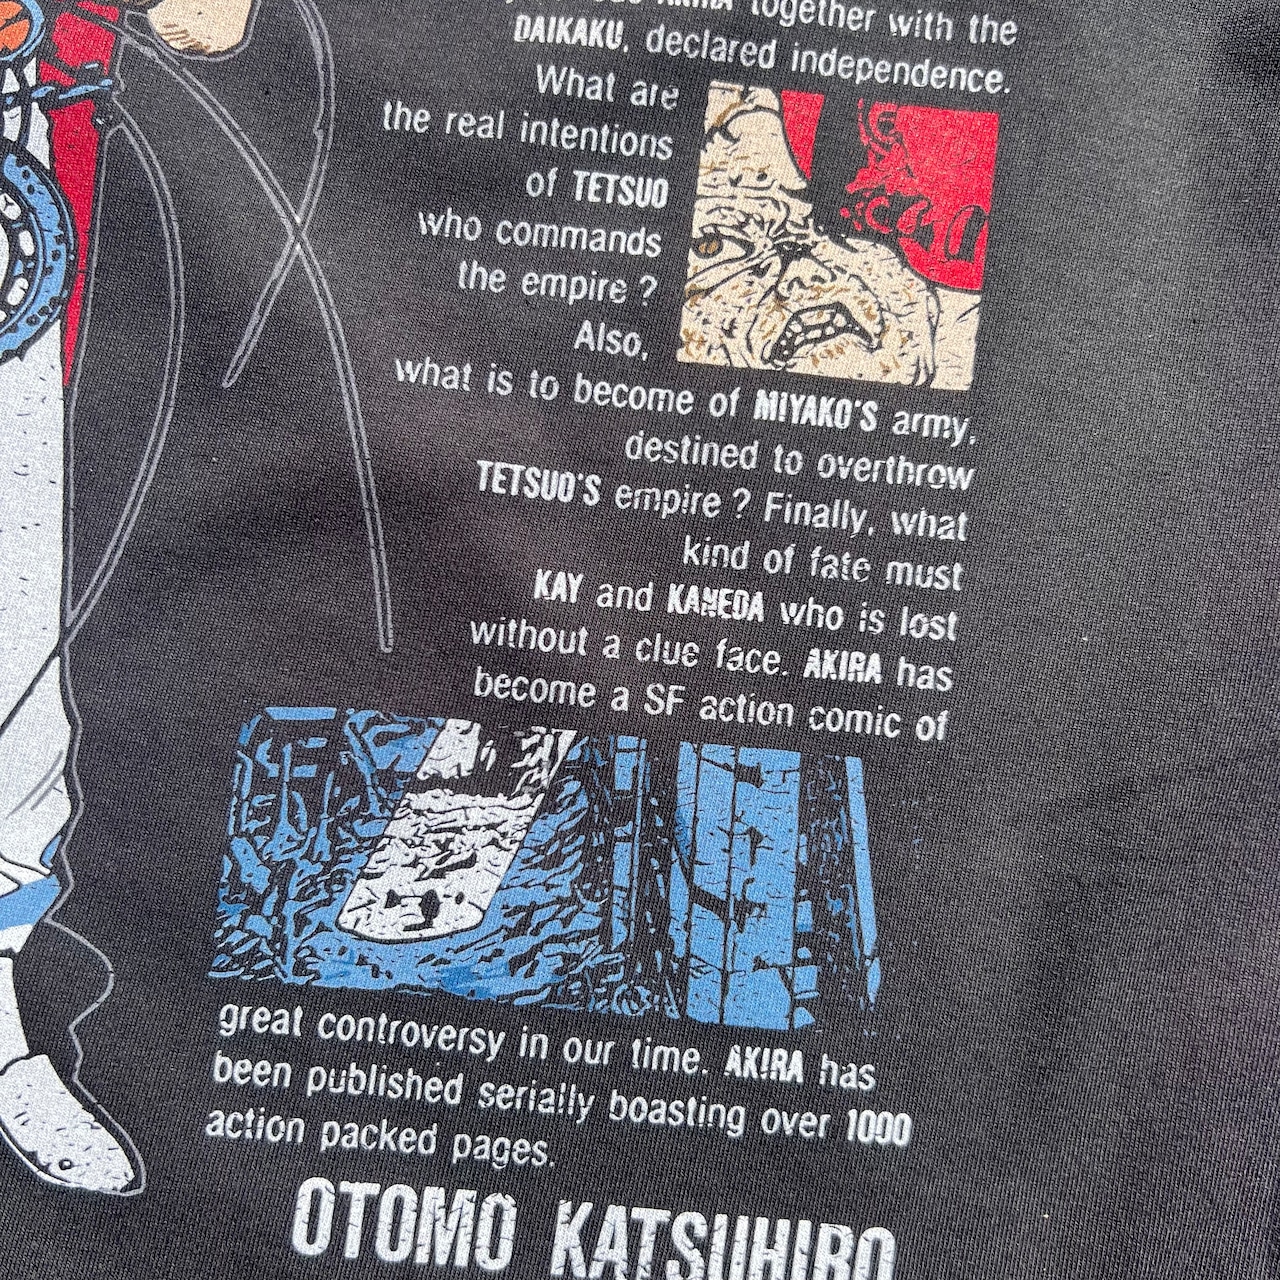 AKIRA together with the
DAIKAKU, declared independence.
What are
the real intentions
of TETSUO
who commands
the empire ?
Also,
what is to become of MIYAKO'S army,
destined to overthrow
TETSUO'S empire ? Finally, what
kind of fate must
KAY and KANEDA who is lost
without a clue face. AKIRA has
become a SF action comic of
great controversy in our time. AKIRA has
been published serially boasting over 1000
action packed pages.
OTOMO KATSUHIRO